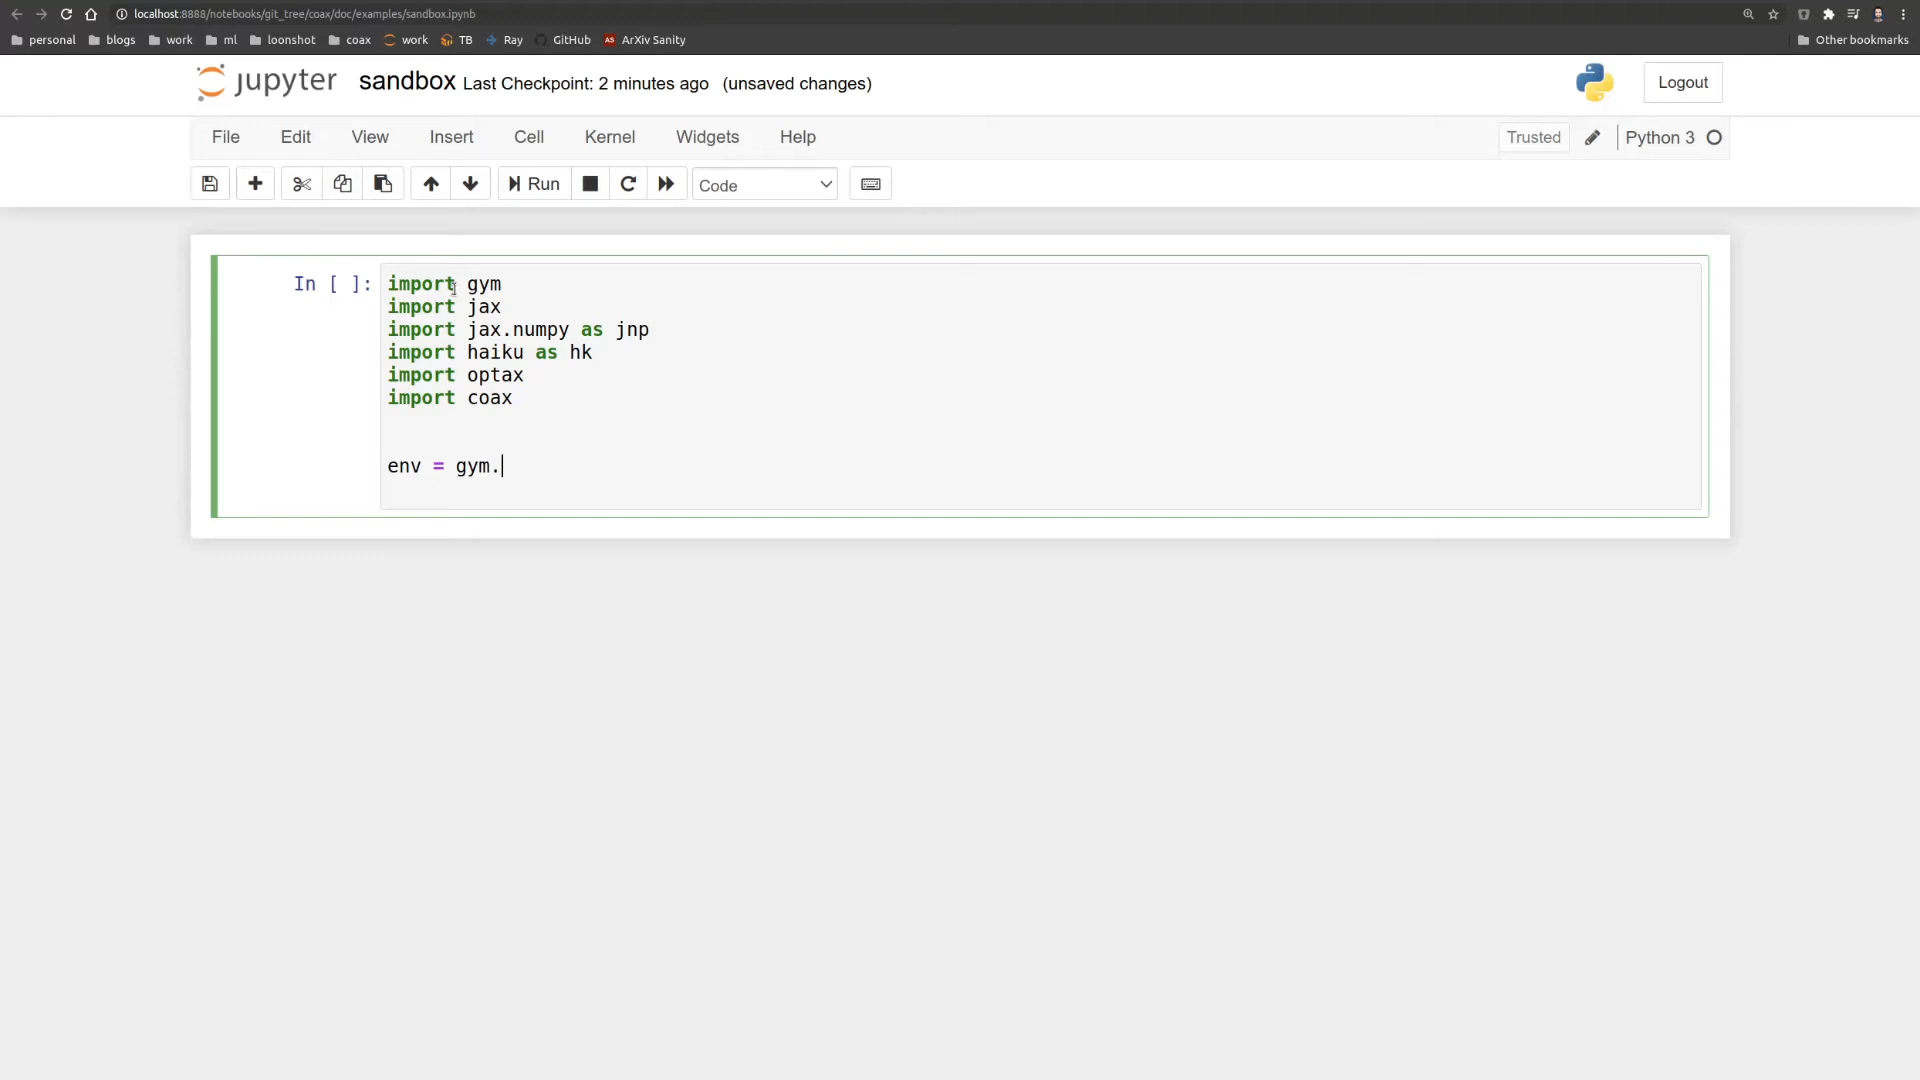 localhost:8888/notebooks/git_tree/coax/doc/examples/sandbox.ipynb
personal blogs work ml loonshot coax work TB Ray GitHub AS ArXiv Sanity Other bookmarks
jupyter sandbox Last Checkpoint: 2 minutes ago (unsaved changes) Logout
File Edit View Insert Cell Kernel Widgets Help Trusted Python 3
Run Code
In [ ]: import gym
import jax
import jax.numpy as jnp
import haiku as hk
import optax
import coax
env = gym.